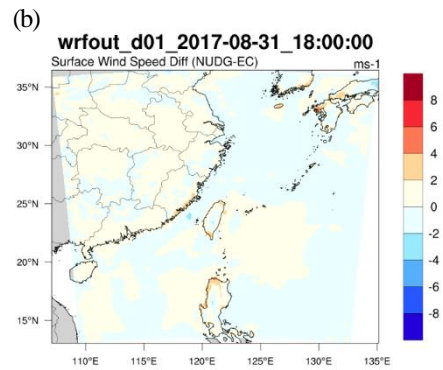 (b)
wrfout_d01_2017-08-31_18:00:00
Surface Wind Speed Diff (NUDG-EC) ms-1
35°N
30°N
25°N
20°N
15°N
110°E 115°E 120°E 125°E 130°E 135°E
8
6
4
2
0
-2
-4
-6
-8